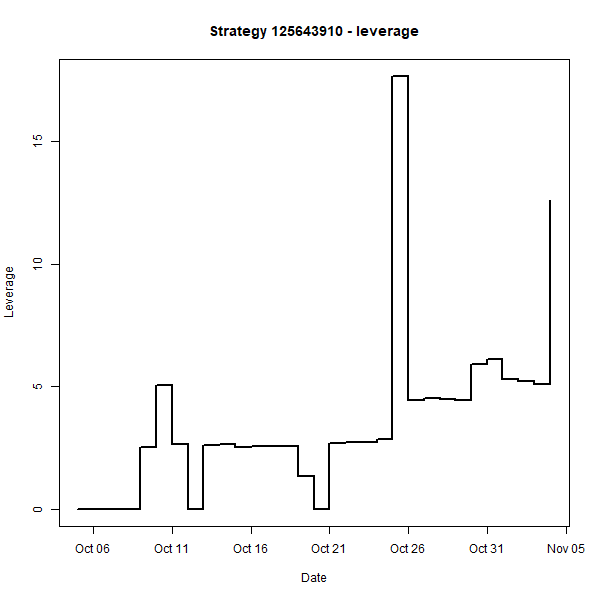 Strategy 125643910 - leverage
Leverage
15
10
5
0
Oct 06 Oct 11 Oct 16 Oct 21 Oct 26 Oct 31 Nov 05
Date